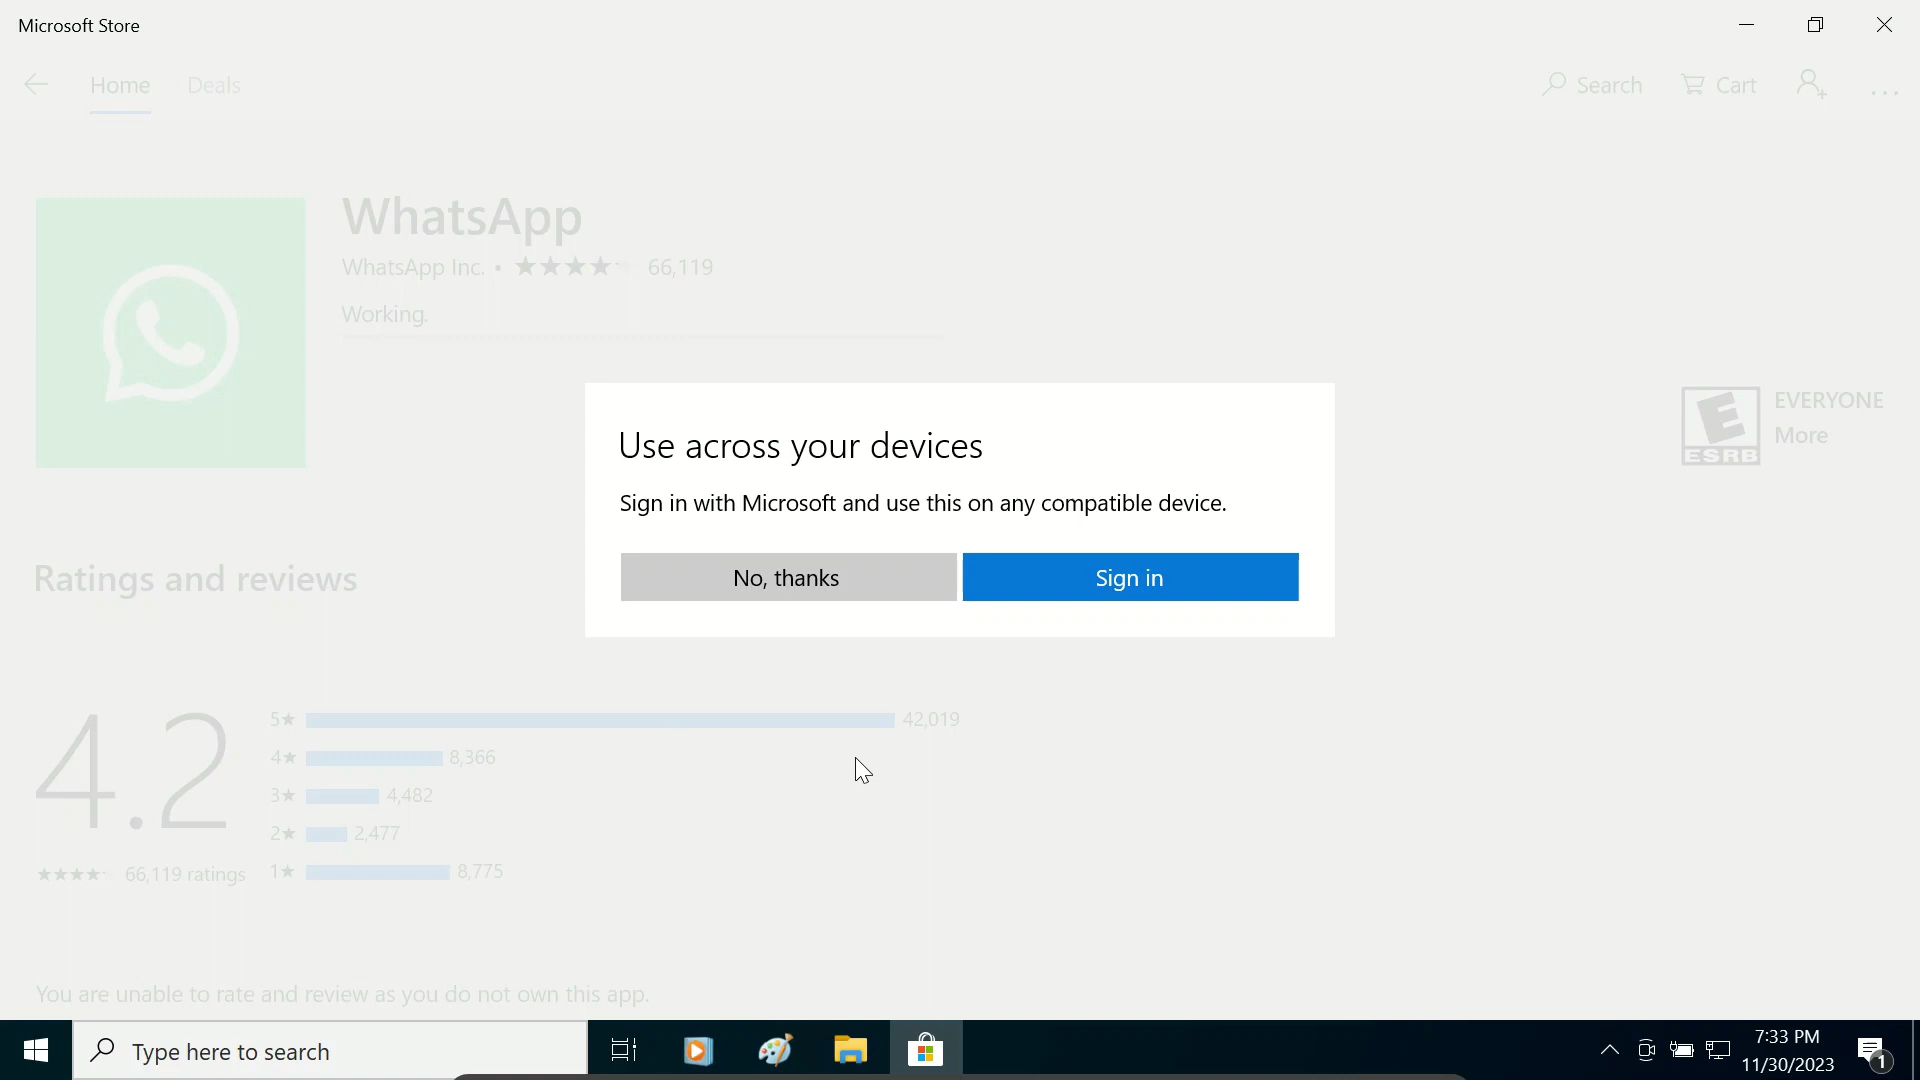 Microsoft Store
Home Deals Search Cart
WhatsApp
WhatsApp Inc. • ★★★★ 66,119
Working.
EVERYONE
More
E
ESRB
Use across your devices
Sign in with Microsoft and use this on any compatible device.
No, thanks Sign in
Ratings and reviews
4.2
5★ 42,019
4★ 8,366
3★ 4,482
2★ 2,477
1★ 8,775
★★★★ 66,119 ratings
You are unable to rate and review as you do not own this app.
Type here to search
7:33 PM
11/30/2023
1